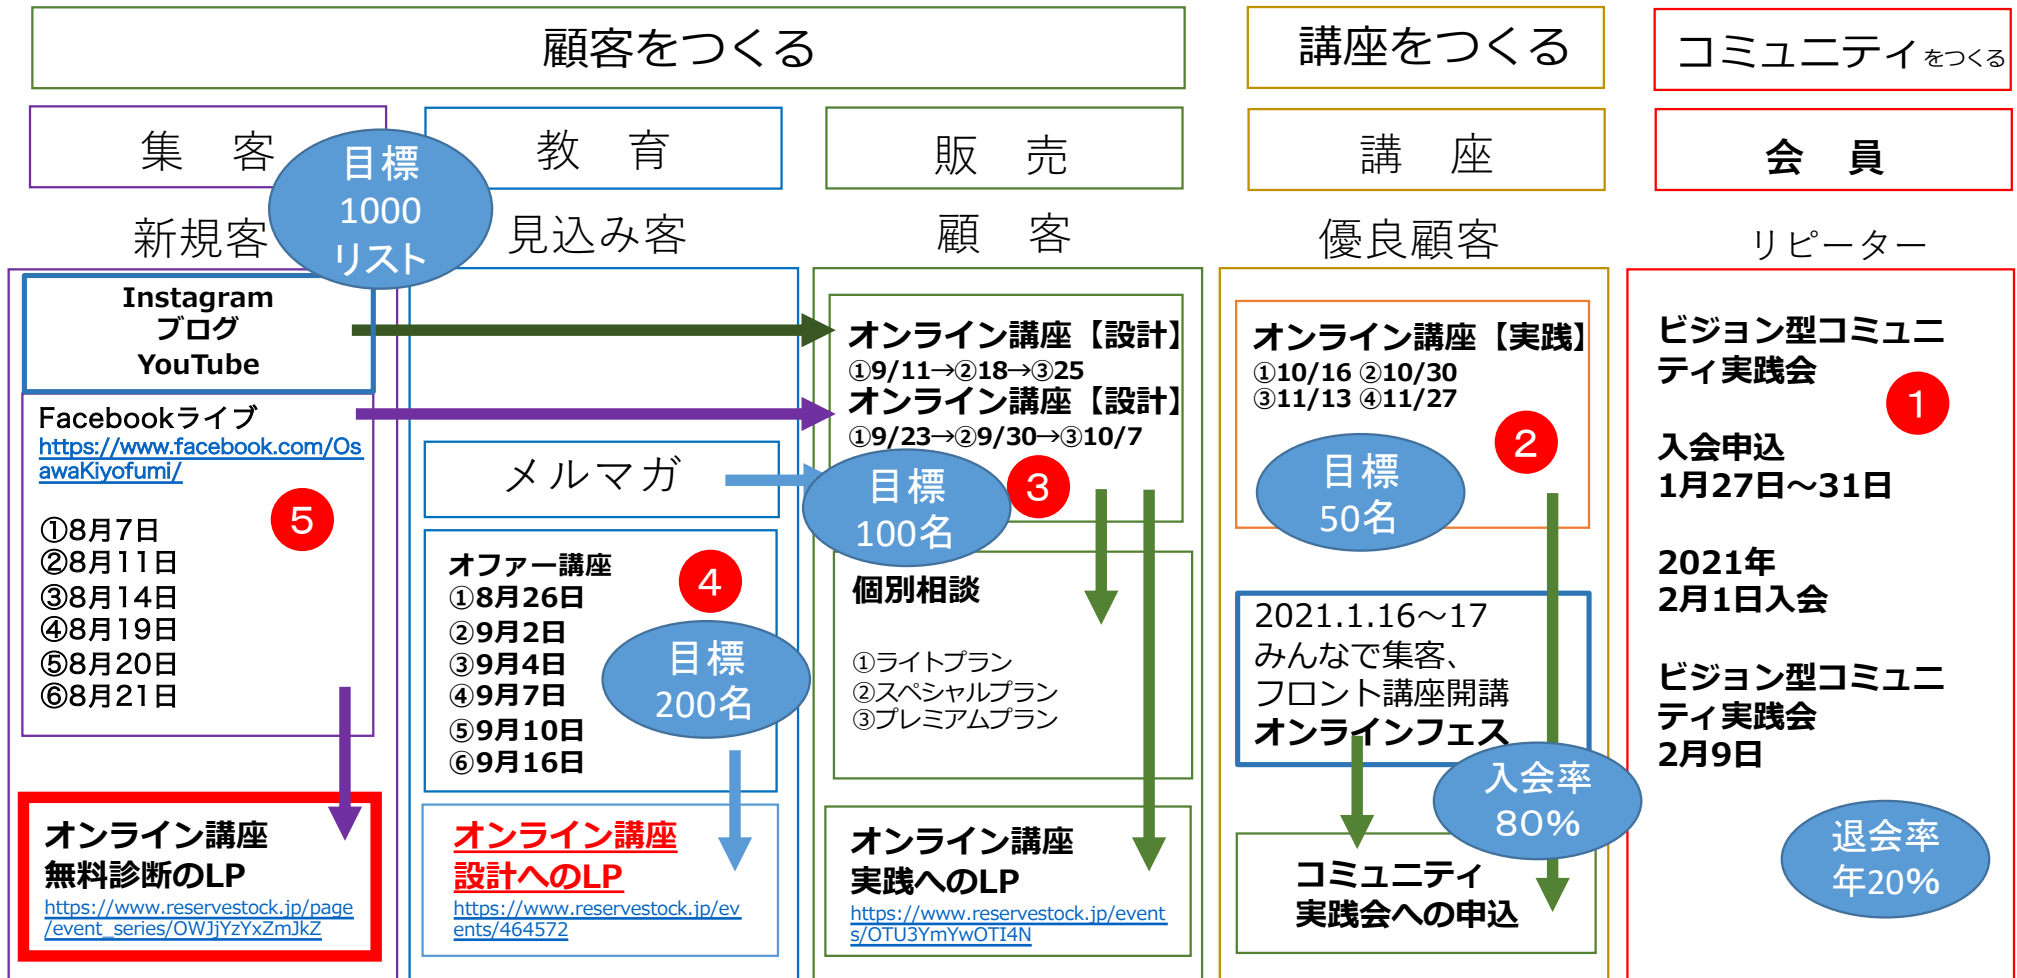 顧客をつくる
講座をつくる
コミュニティをつくる
集　客
教　育
販　売
講　座
会　員
目標
1000
リスト
新規客
見込み客
顧　客
優良顧客
リピーター
Instagram
ブログ
YouTube
Facebookライブ
https://www.facebook.com/Os
awaKiyofumi/
5
①8月7日
②8月11日
③8月14日
④8月19日
⑤8月20日
⑥8月21日
オンライン講座
無料診断のLP
https://www.reservestock.jp/page
/event_series/OWJjYzYxZmJkZ
メルマガ
オファー講座
①8月26日
②9月2日
③9月4日
④9月7日
⑤9月10日
⑥9月16日
4
目標
200名
オンライン講座
設計へのLP
https://www.reservestock.jp/ev
ents/464572
オンライン講座【設計】
①9/11→②18→③25
オンライン講座【設計】
①9/23→②9/30→③10/7
目標
100名
3
個別相談
①ライトプラン
②スペシャルプラン
③プレミアムプラン
オンライン講座
実践へのLP
https://www.reservestock.jp/event
s/OTU3YmYwOTI4N
オンライン講座【実践】
①10/16 ②10/30
③11/13 ④11/27
2
目標
50名
2021.1.16～17
みんなで集客、
フロント講座開講
オンラインフェス
入会率
80%
コミュニティ
実践会への申込
ビジョン型コミュニ
ティ実践会
1
入会申込
1月27日～31日
2021年
2月1日入会
ビジョン型コミュニ
ティ実践会
2月9日
退会率
年20%